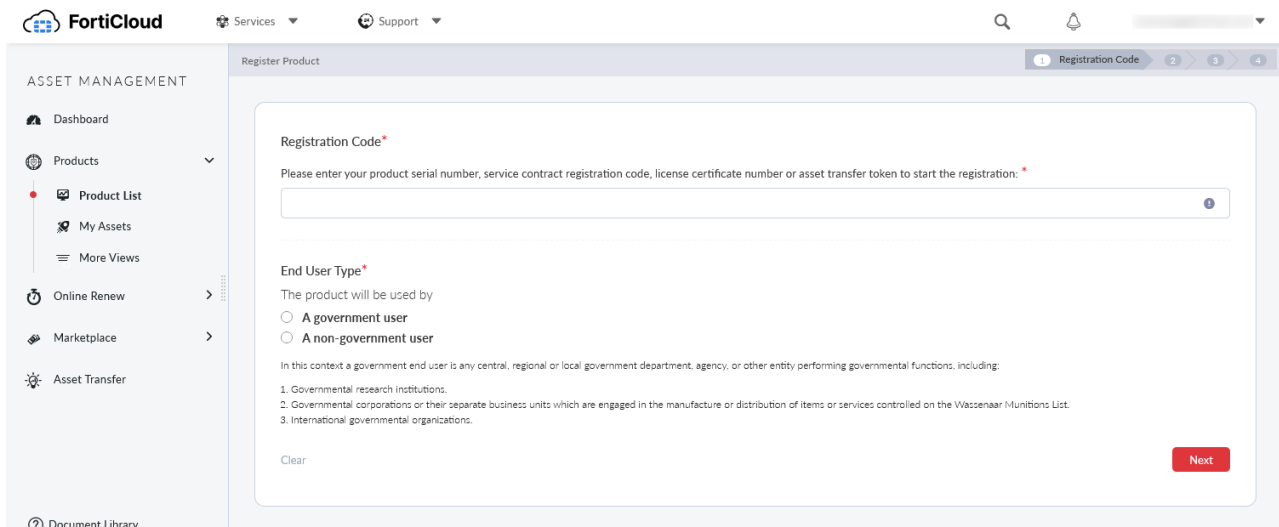 FortiCloud
Services
Support
ASSET MANAGEMENT
Dashboard
Products
Product List
My Assets
More Views
Online Renew
Marketplace
Asset Transfer
Document Library
Register Product
1 Registration Code 2 3 4
Registration Code*
Please enter your product serial number, service contract registration code, license certificate number or asset transfer token to start the registration: *
End User Type*
The product will be used by
A government user
A non-government user
In this context a government end user is any central, regional or local government department, agency, or other entity performing governmental functions, including:
1. Governmental research institutions.
2. Governmental corporations or their separate business units which are engaged in the manufacture or distribution of items or services controlled on the Wassenaar Munitions List.
3. International governmental organizations.
Clear
Next